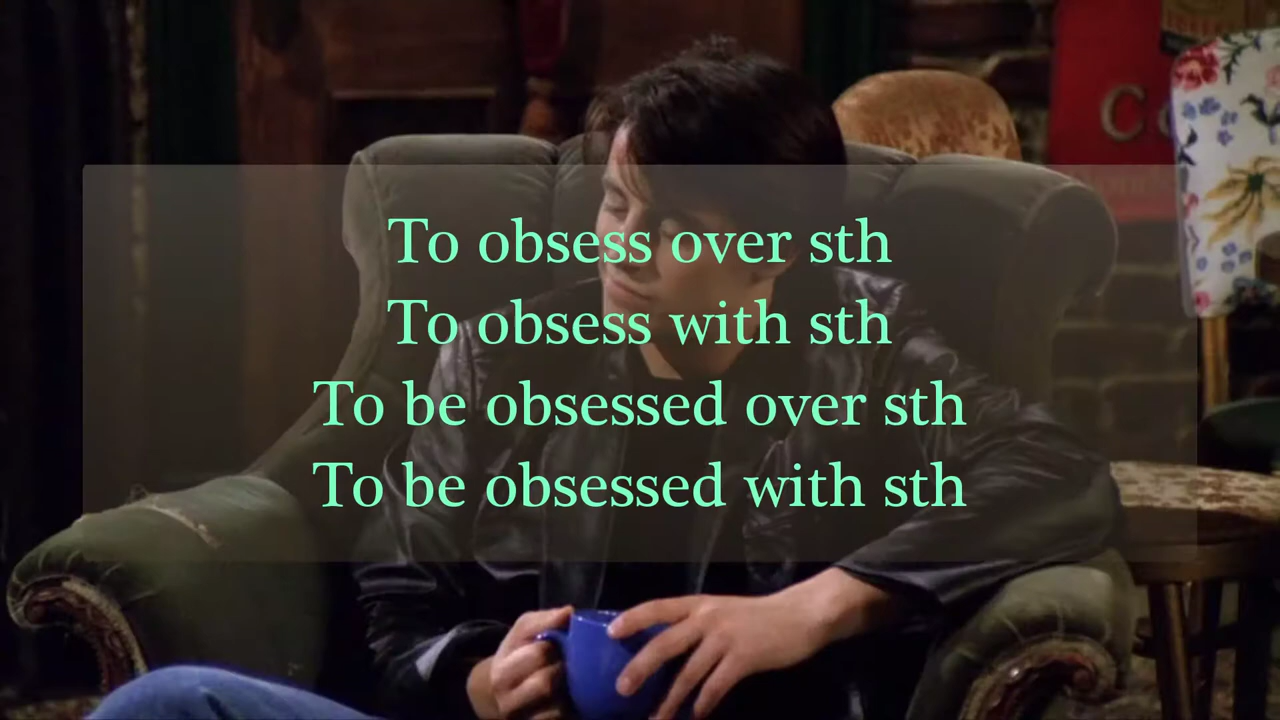 To obsess over sth
To obsess with sth
To be obsessed over sth
To be obsessed with sth